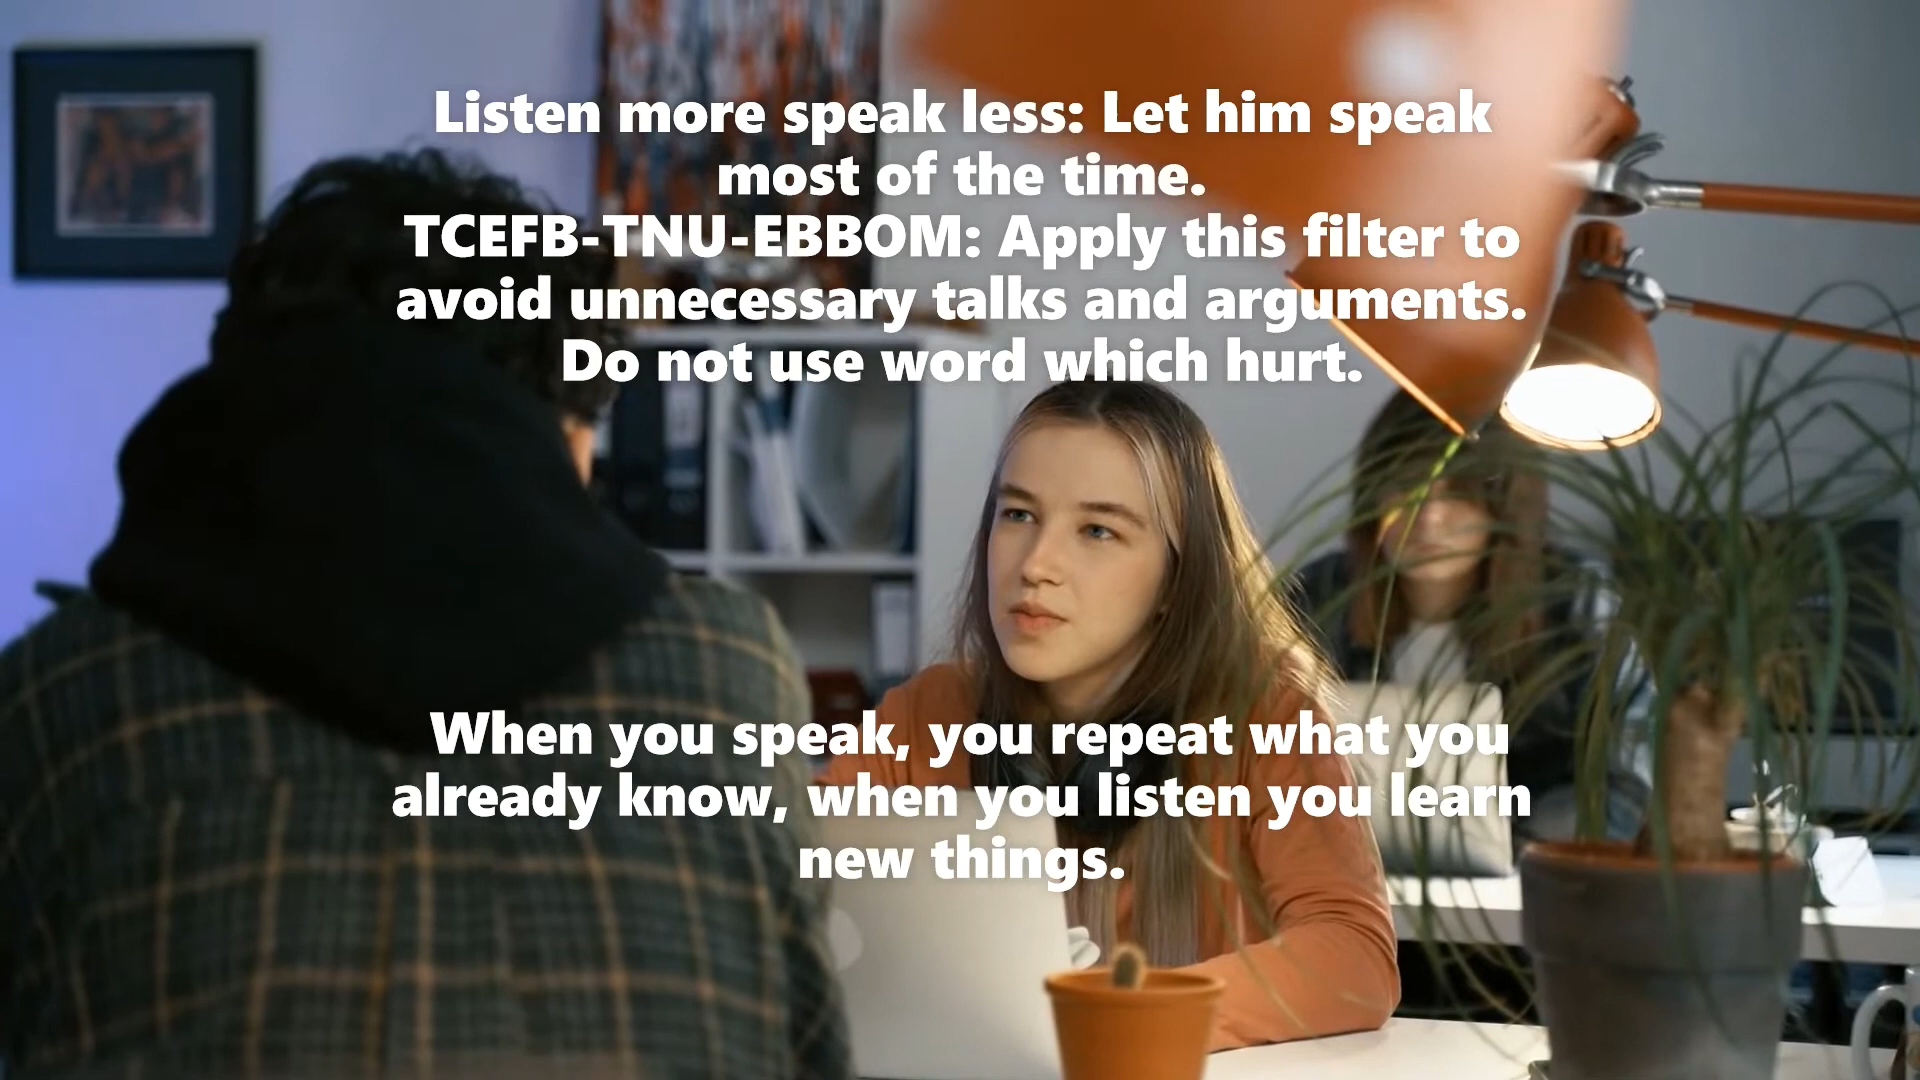 Listen more speak less: Let him speak
most of the time.
TCEFB-TNU-EBBOM: Apply this filter to
avoid unnecessary talks and arguments.
Do not use word which hurt.
When you speak, you repeat what you
already know, when you listen you learn
new things.